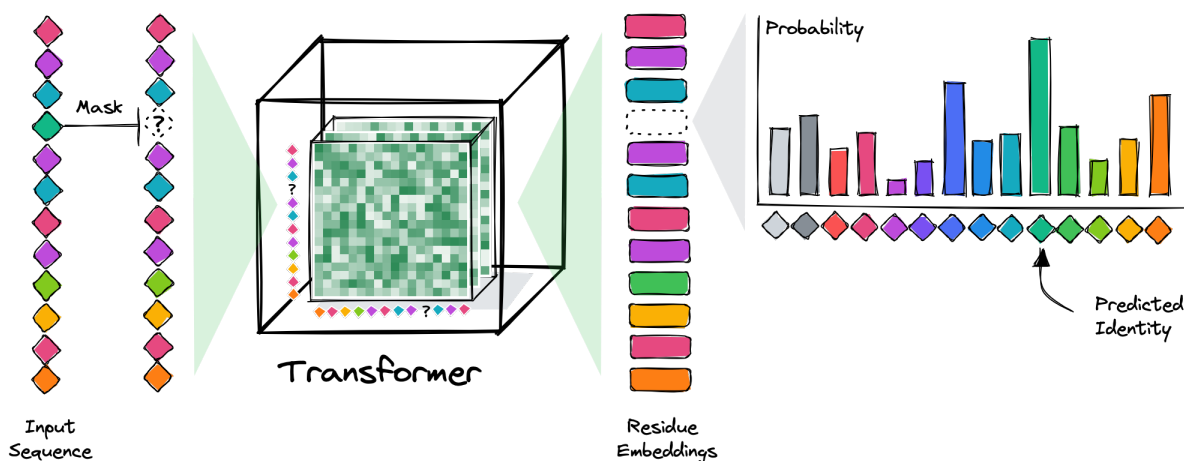 Mask
?
?
?
Transformer
Input
Sequence
Residue
Embeddings
Probability
Predicted
Identity